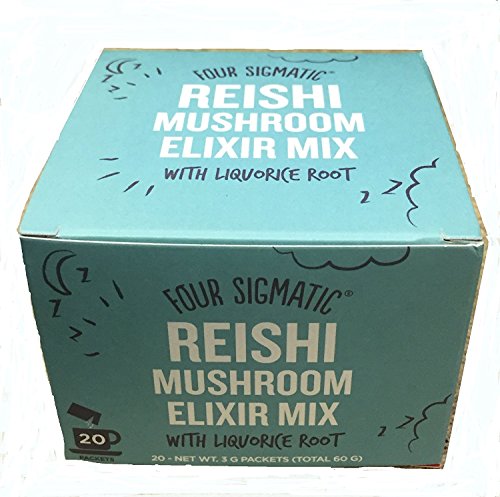 FOUR SIGMATIC®
REISHI
MUSHROOM
ELIXIR MIX
WITH LIQUORICE ROOT
z z z
z
z
z
FOUR SIGMATIC®
REISHI
MUSHROOM
ELIXIR MIX
WITH LIQUORICE ROOT
20
PACKETS
20 - NET WT. 3 G PACKETS (TOTAL 60 G)